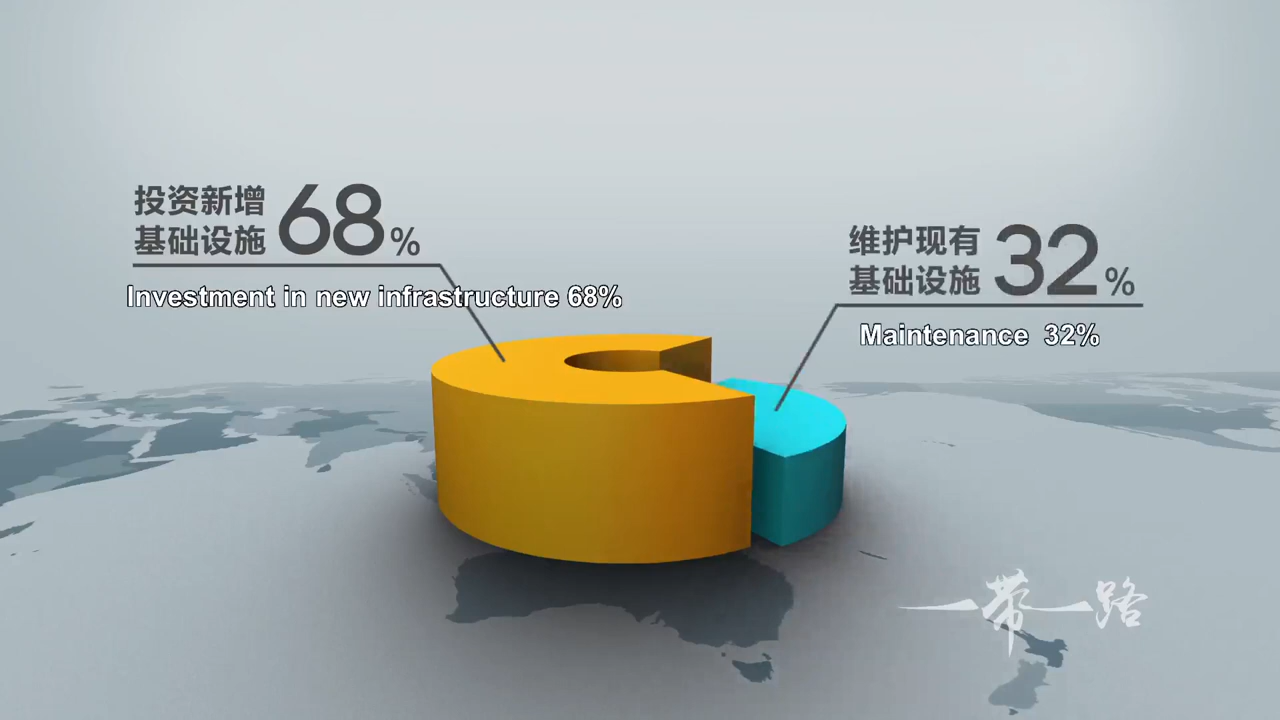 投资新增
基础设施 68%
Investment in new infrastructure 68%
维护现有
基础设施 32%
Maintenance 32%
一带一路